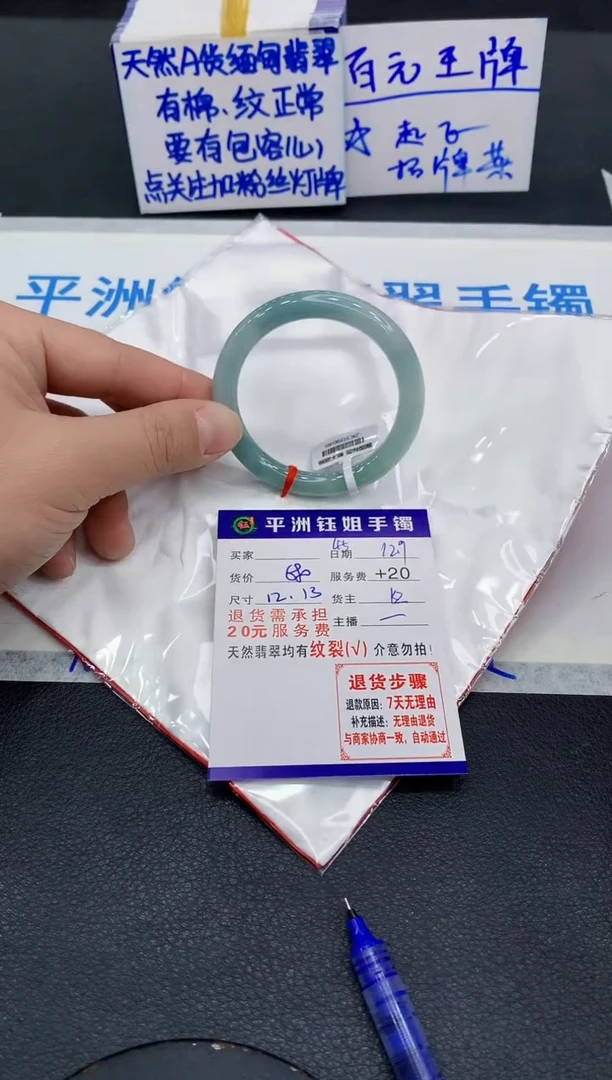 天然A货缅甸翡翠
有棉、纹正常
要有包容(心)
点关注加粉丝灯牌
百元王牌
平洲
翠手镯
平洲钰姐手镯
买家
日期 12.9
货价
服务费 +20
尺寸 12.13
货主
退货需承担
20元服务费
主播 一
天然翡翠均有纹裂(√) 介意勿拍!
退货步骤
退款原因: 7天无理由
补充描述: 无理由退货
与商家协商一致，自动通过